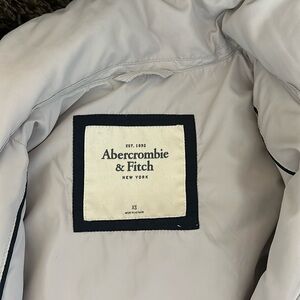 EST. 1892
Abercrombie
& Fitch
NEW YORK
XS